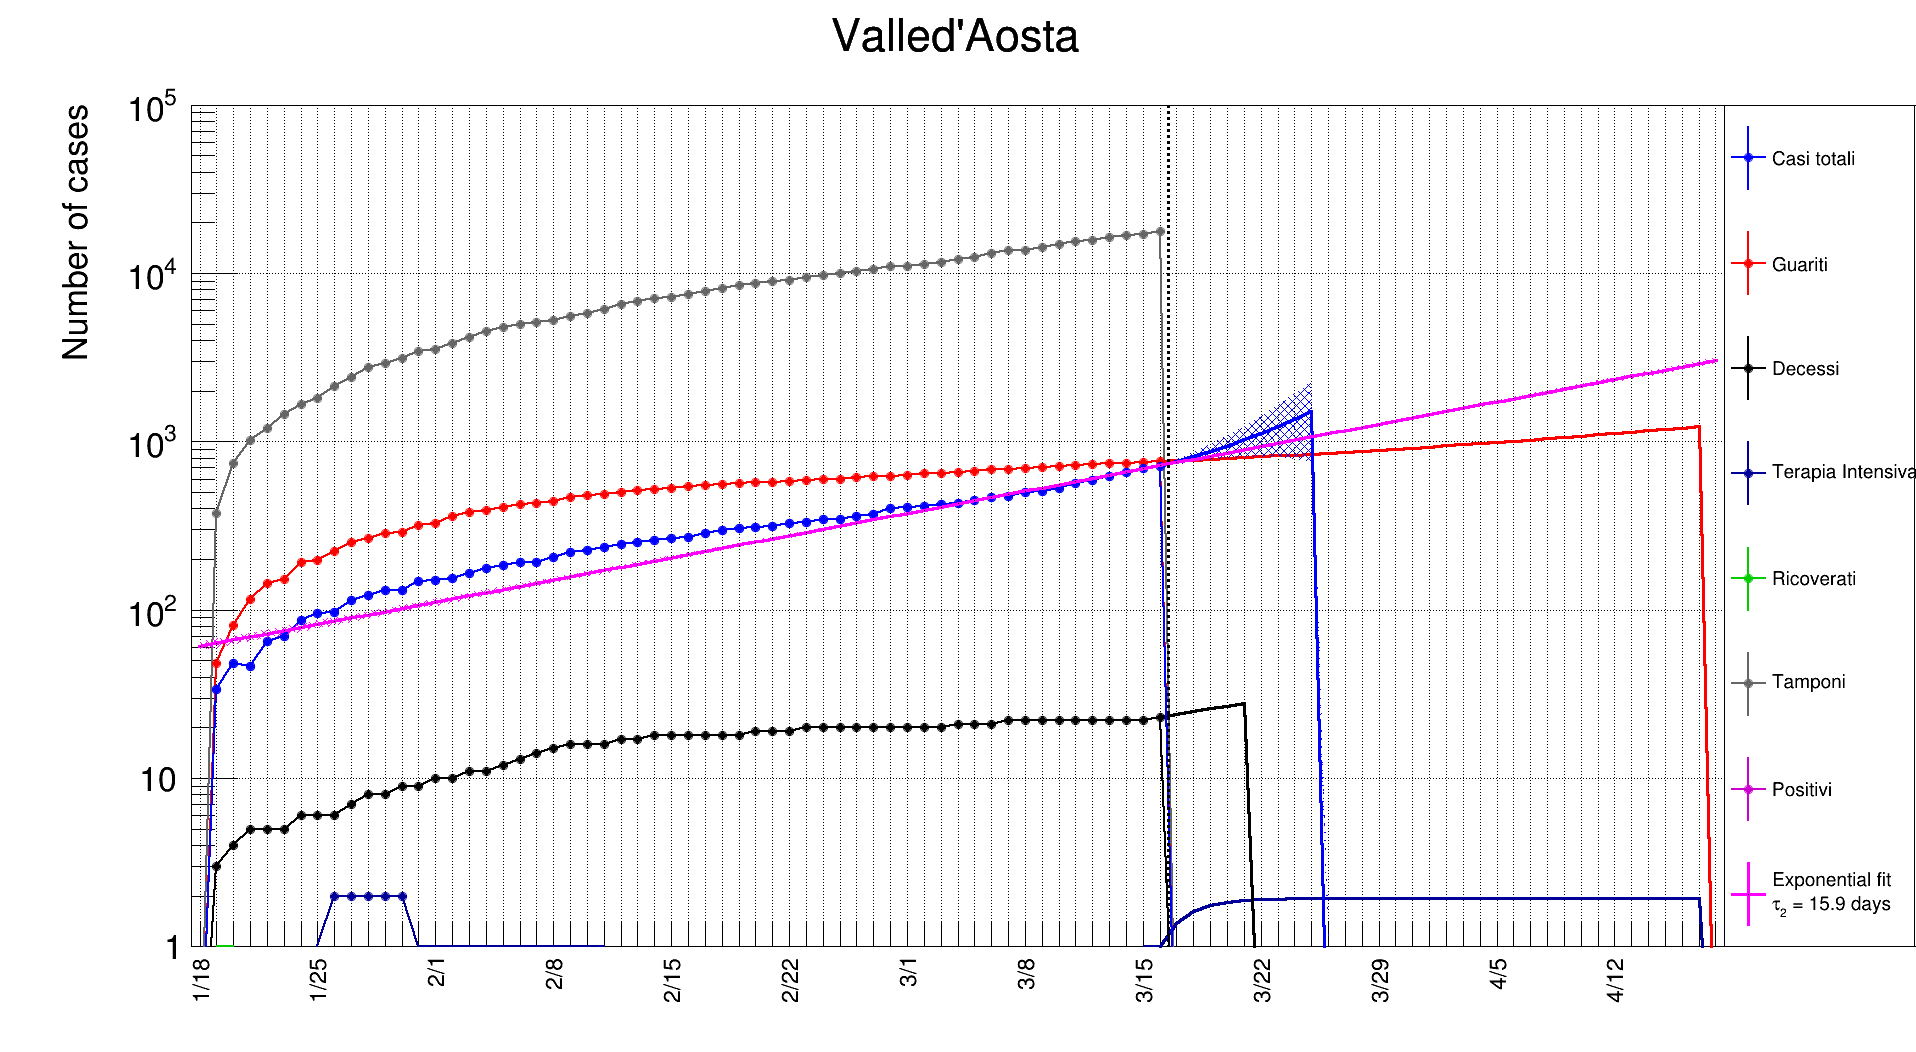 Valled'Aosta
Number of cases
10^5
10^4
10^3
10^2
10
1
1/18
1/25
2/1
2/8
2/15
2/22
3/1
3/8
3/15
3/22
3/29
4/5
4/12
Casi totali
Guariti
Decessi
Terapia Intensiva
Ricoverati
Tamponi
Positivi
Exponential fit
τ₂ = 15.9 days